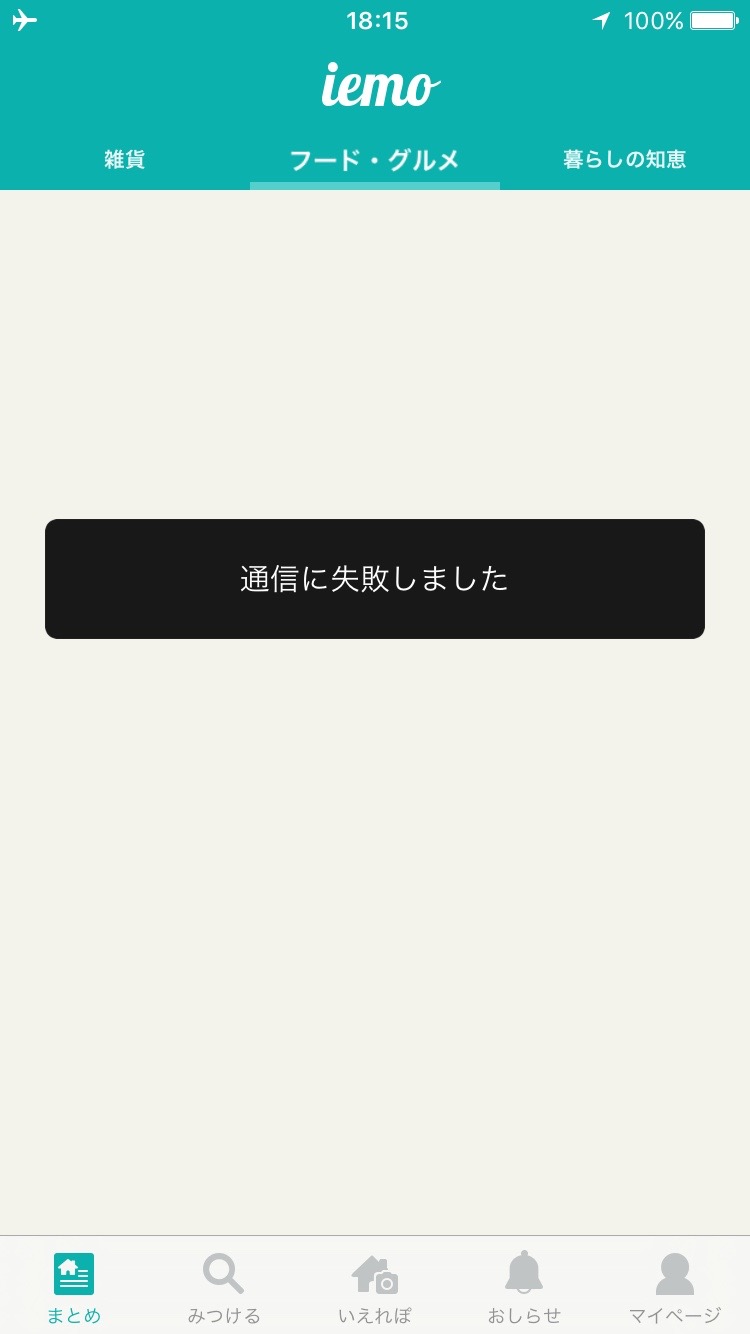 18:15
100%
iemo
雑貨
フード・グルメ
暮らしの知恵
通信に失敗しました
まとめ
みつける
いえれぽ
おしらせ
マイページ